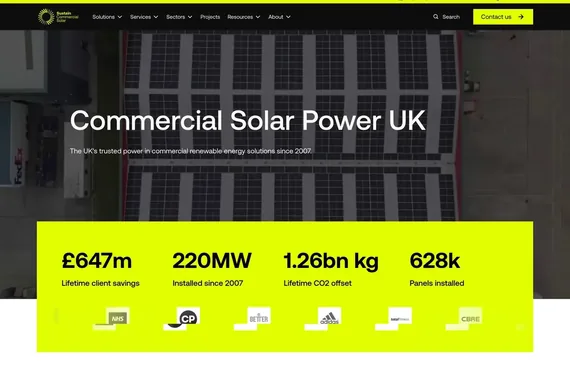 Sustain
Commercial
Solar
Solutions
Services
Sectors
Projects
Resources
About
Search
Contact us
Commercial Solar Power UK
The UK's trusted power in commercial renewable energy solutions since 2007.
£647m
220MW
1.26bn kg
628k
Lifetime client savings
Installed since 2007
Lifetime CO2 offset
Panels installed
NHS
CP
BETTER
adidas
CBRE